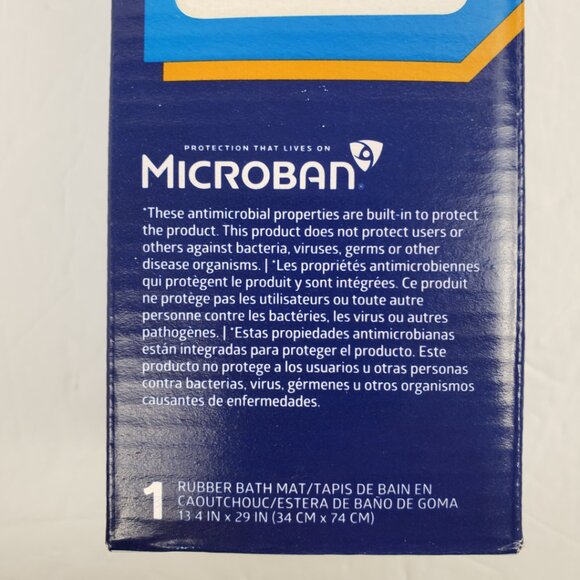 PROTECTION THAT LIVES ON
MICROBAN®
*These antimicrobial properties are built-in to protect
the product. This product does not protect users or
others against bacteria, viruses, germs or other
disease organisms. | *Les propriétés antimicrobiennes
qui protègent le produit y sont intégrées. Ce produit
ne protège pas les utilisateurs ou toute autre
personne contre les bactéries, les virus ou autres
pathogènes. | *Estas propiedades antimicrobianas
están integradas para proteger el producto. Este
producto no protege a los usuarios u otras personas
contra bacterias, virus, gérmenes u otros organismos
causantes de enfermedades.
1 RUBBER BATH MAT/TAPIS DE BAIN EN
CAOUTCHOUC/ESTERA DE BAÑO DE GOMA
13.4 IN x 29 IN (34 CM x 74 CM)